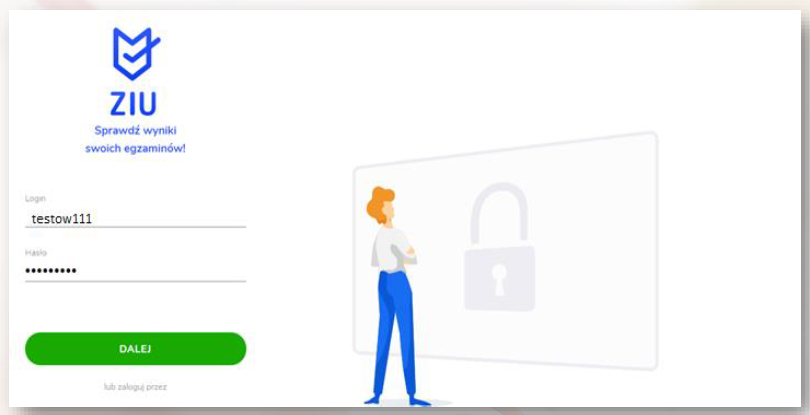 ZIU
Sprawdź wyniki
swoich egzaminów!
Login
testow111
Hasło
•••••••••
DALEJ
lub zaloguj przez